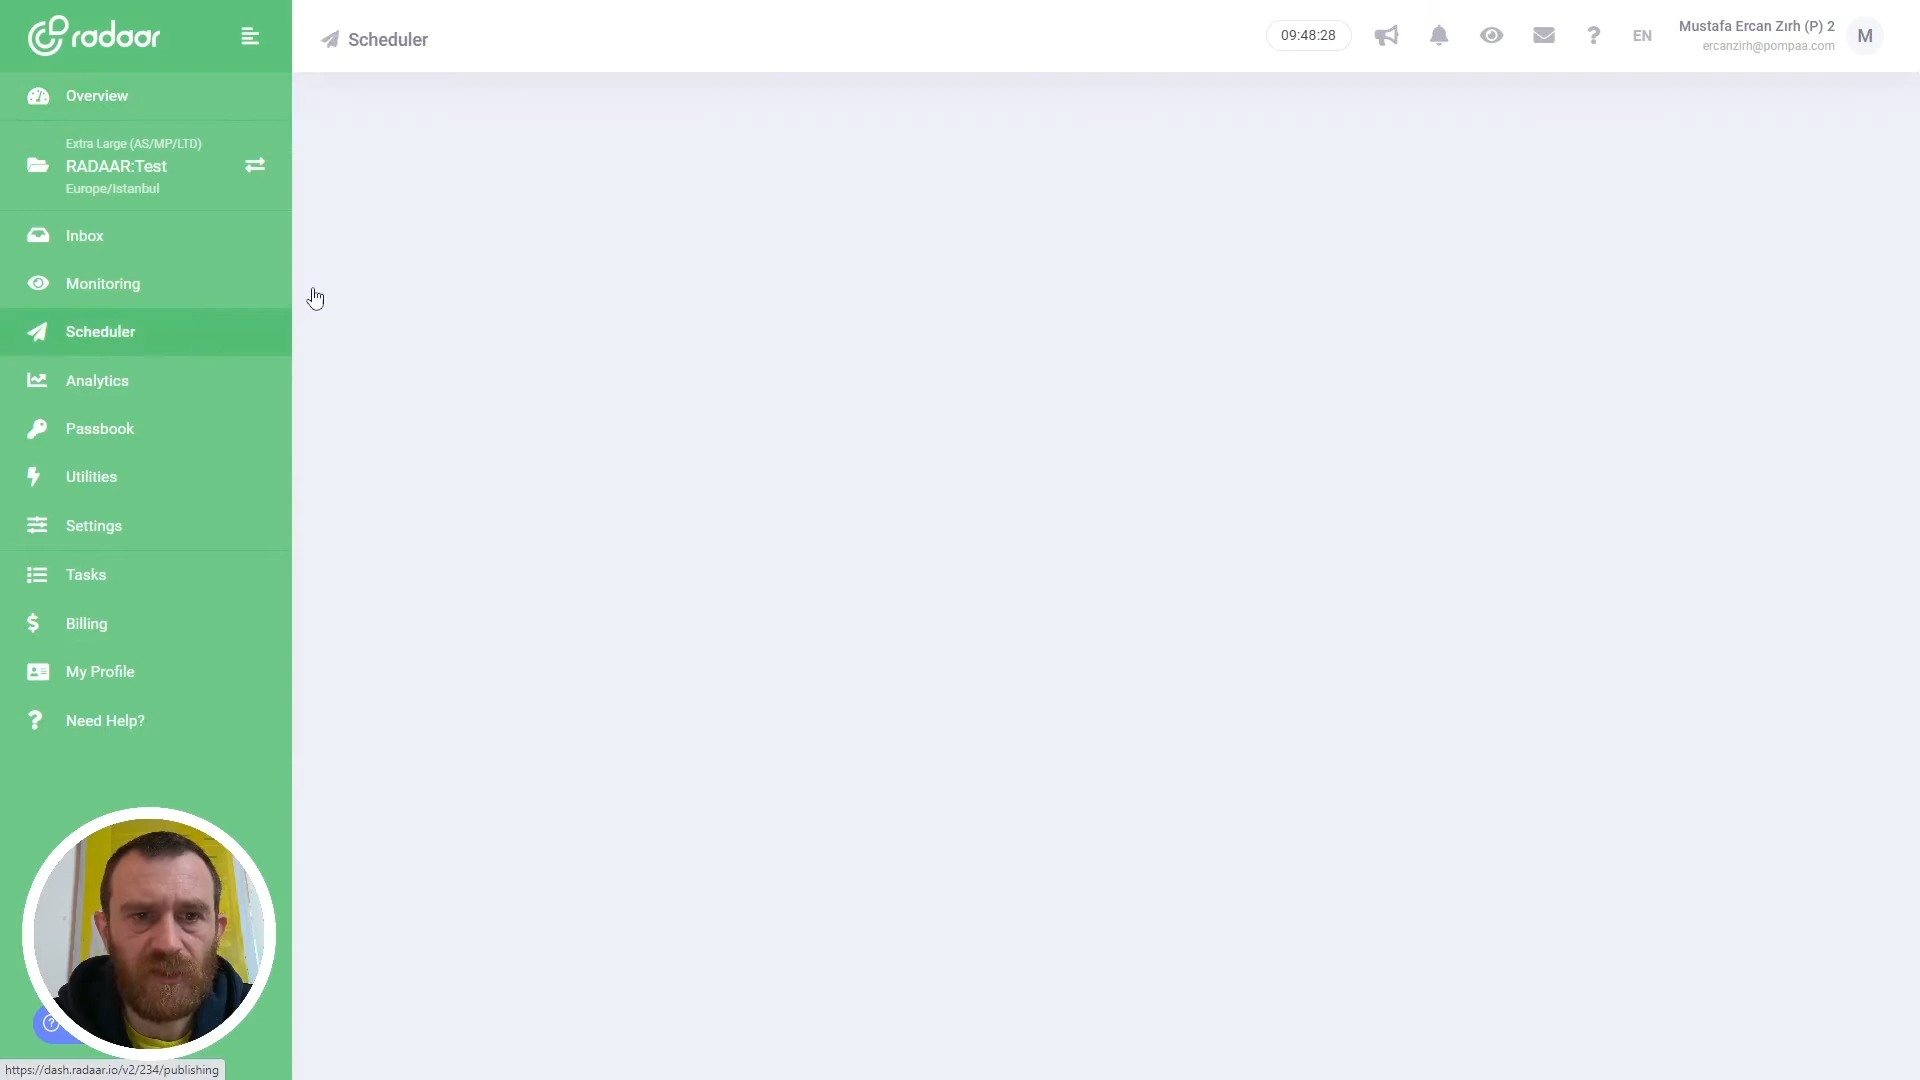 radaar
Scheduler
09:48:28
EN
Mustafa Ercan Zırh (P) 2
ercanzirh@pompaa.com
M
Overview
Extra Large (AS/MP/LTD)
RADAAR:Test
Europe/Istanbul
Inbox
Monitoring
Scheduler
Analytics
Passbook
Utilities
Settings
Tasks
Billing
My Profile
Need Help?
https://dash.radaar.io/v2/234/publishing